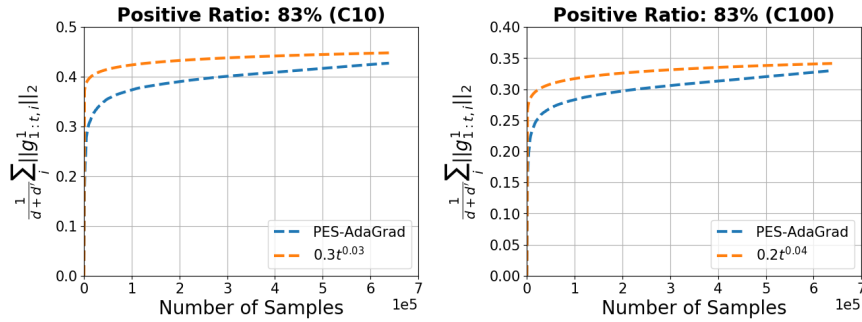 Positive Ratio: 83% (C10)
0.5
0.4
0.3
0.2
0.1
0.0
1/(d+d′) ∑_i ||g^1_{1:t,i}||_2
PES-AdaGrad
0.3t^{0.03}
0 1 2 3 4 5 6 7
1e5
Number of Samples
Positive Ratio: 83% (C100)
0.40
0.35
0.30
0.25
0.20
0.15
0.10
0.05
0.00
1/(d+d′) ∑_i ||g^1_{1:t,i}||_2
PES-AdaGrad
0.2t^{0.04}
0 1 2 3 4 5 6 7
1e5
Number of Samples